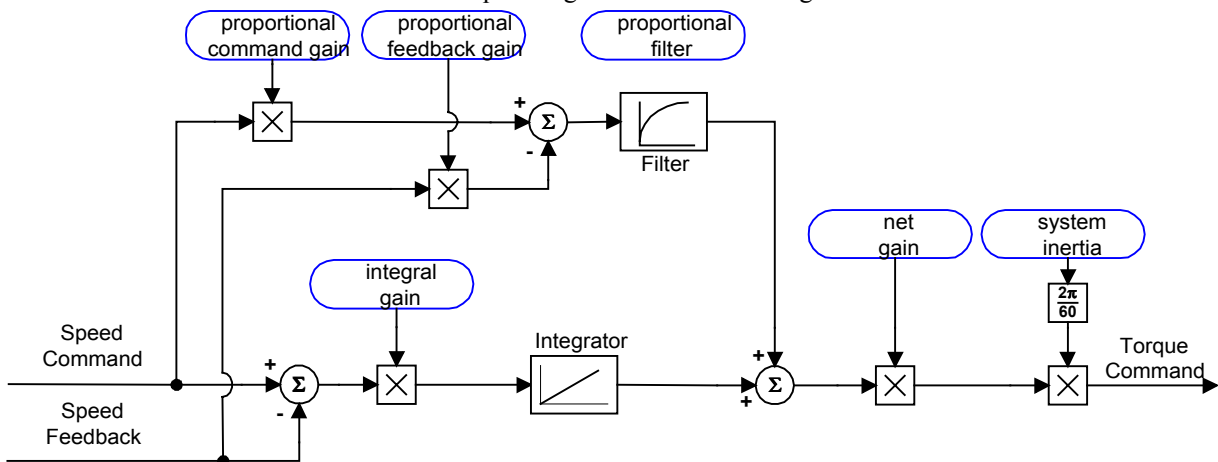 proportional
command gain
proportional
feedback gain
proportional
filter
×
+
Σ
-
Filter
×
net
gain
system
inertia
integral
gain
2π
60
Speed
Command
+
Σ
-
×
Integrator
+
Σ
+
×
×
Torque
Command
Speed
Feedback